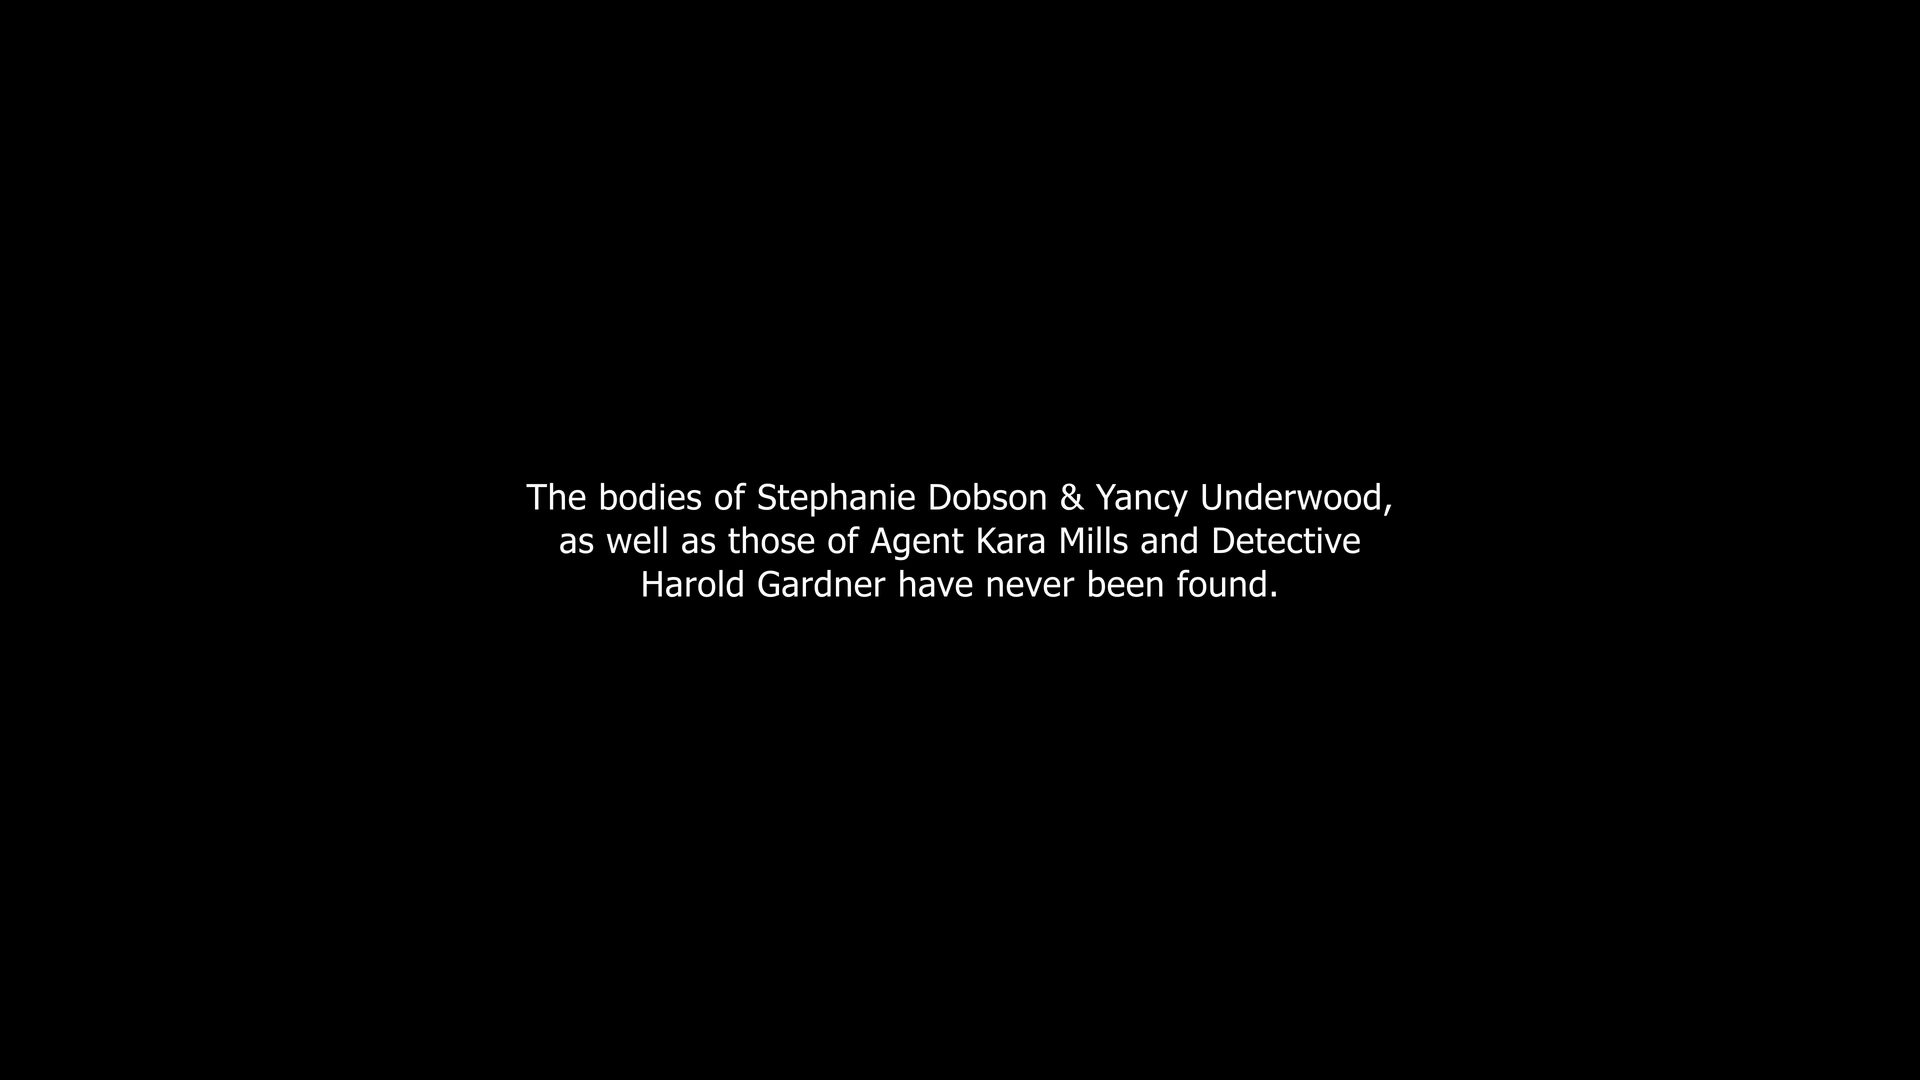 The bodies of Stephanie Dobson & Yancy Underwood,
as well as those of Agent Kara Mills and Detective
Harold Gardner have never been found.